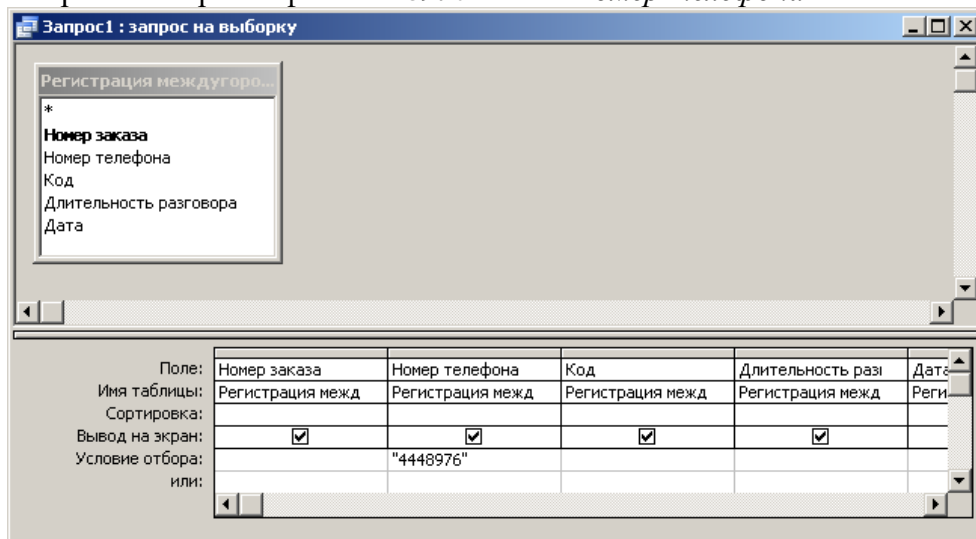 Запрос1 : запрос на выборку
Регистрация междугоро...
*
Номер заказа
Номер телефона
Код
Длительность разговора
Дата
Поле: Номер заказа Номер телефона Код Длительность разг Дата
Имя таблицы: Регистрация межд Регистрация межд Регистрация межд Регистрация межд Реги
Сортировка:
Вывод на экран:
Условие отбора: "4448976"
или: